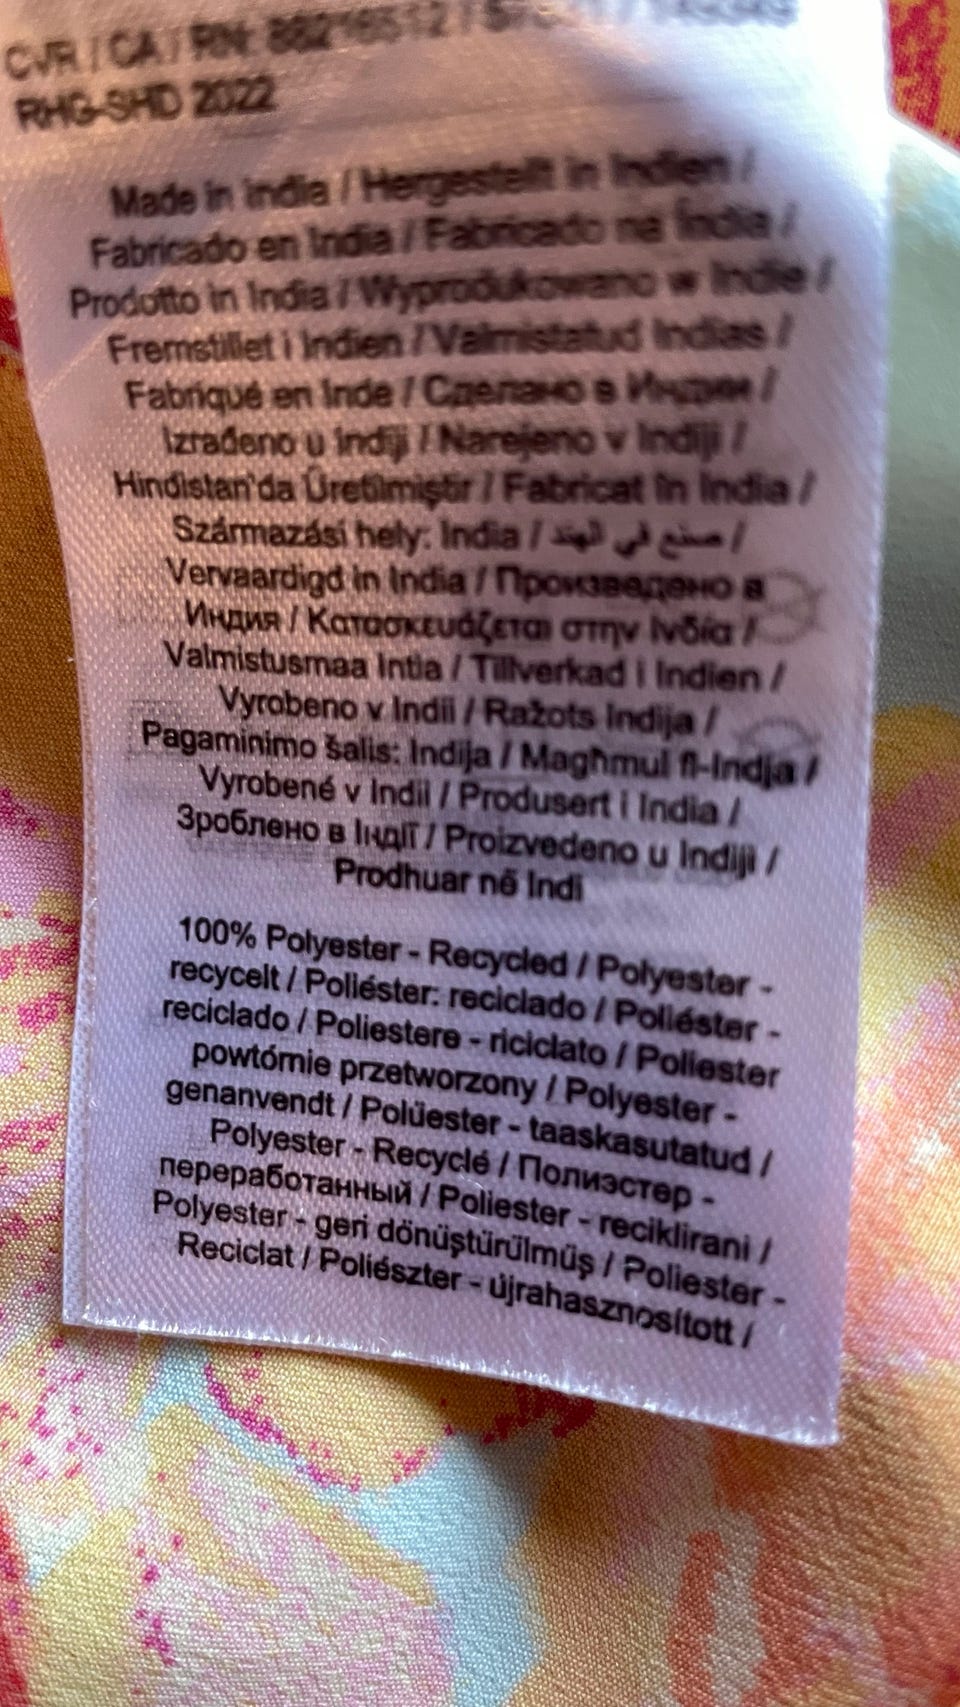 CVR / CA / RN: 88216512 /
RHG-SHD 2022
Made in India / Hergestellt in Indien /
Fabricado en India / Fabricado na Índia /
Prodotto in India / Wyprodukowano w Indie /
Fremstillet i Indien / Valmistatud Indias /
Fabriqué en Inde / Сделано в Индии /
Izrađeno u Indiji / Narejeno v Indiji /
Hindistan'da Üretilmiştir / Fabricat în India /
Származási hely: India / صنع في الهند /
Vervaardigd in India / Произведено в
Индия / Κατασκευάζεται στην Ινδία /
Valmistusmaa Intia / Tillverkad i Indien /
Vyrobeno v Indii / Ražots Indija /
Pagaminimo šalis: Indija / Magħmul fl-Indja /
Vyrobené v Indii / Produsert i India /
Зроблено в Індії / Proizvedeno u Indiji /
Prodhuar në Indi
100% Polyester - Recycled / Polyester -
recycelt / Poliéster: reciclado / Poliéster -
reciclado / Poliestere - riciclato / Poliester
powtórnie przetworzony / Polyester -
genanvendt / Polüester - taaskasutatud /
Polyester - Recyclé / Полиэстер -
переработанный / Poliester - reciklirani /
Polyester - geri dönüştürülmüş / Poliester -
Reciclat / Poliészter - újrahasznosított /